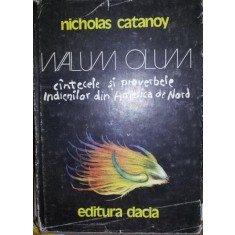 nicholas catanoy
WALUM OLUM
cîntecele și proverbele
indienilor din America de Nord
editura dacia